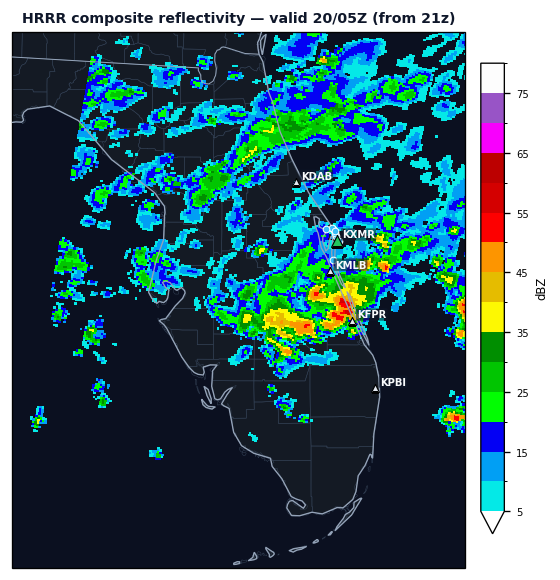 HRRR composite reflectivity — valid 20/05Z (from 21z)
KDAB
KXMR
KMLB
KFPR
KPBI
75
65
55
45
35
25
15
5
dBZ